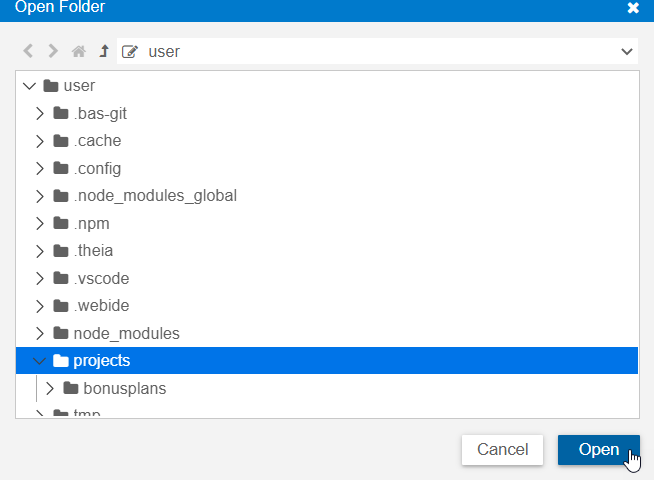 Open Folder
user
user
.bas-git
.cache
.config
.node_modules_global
.npm
.theia
.vscode
.webide
node_modules
projects
bonusplans
tmp
Cancel
Open